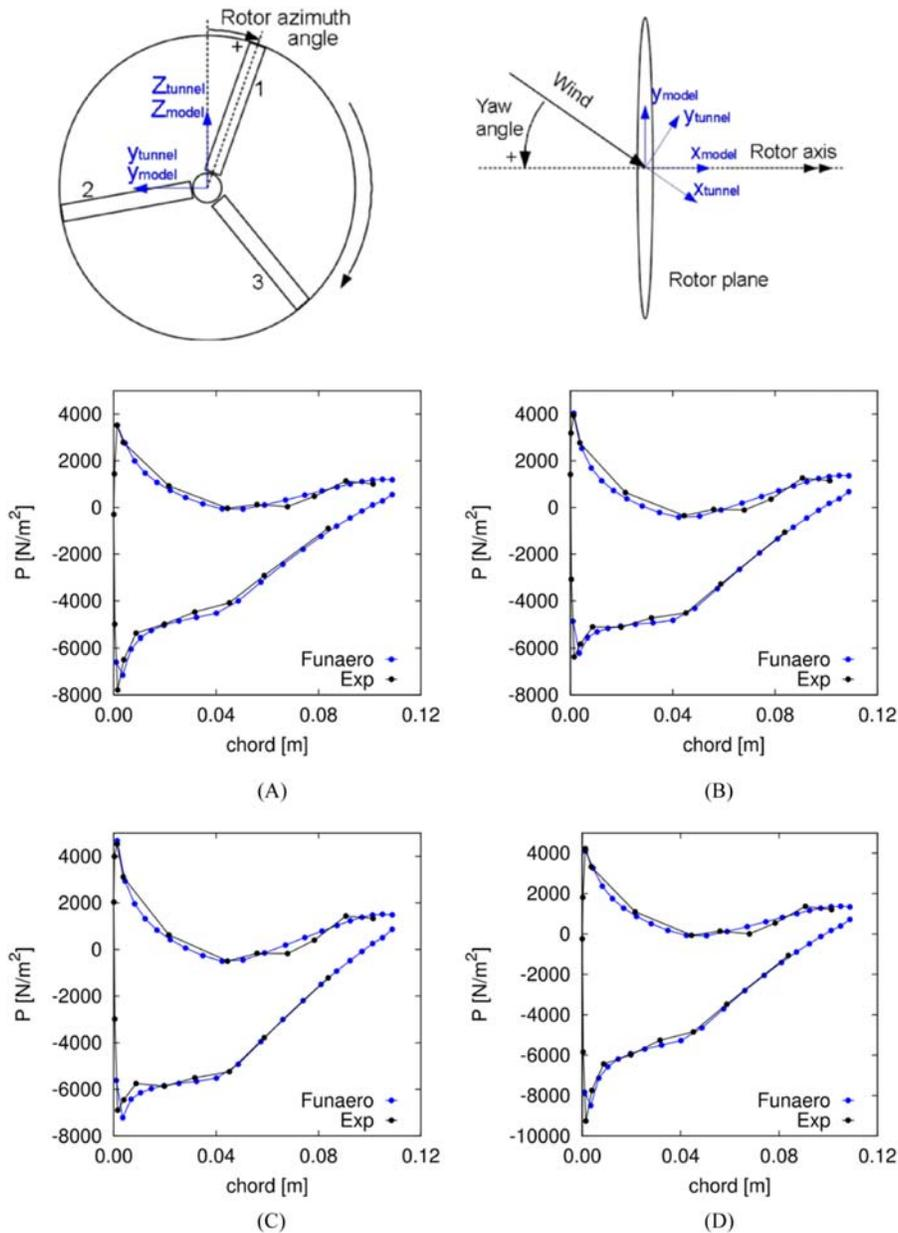 Rotor azimuth
angle
+
1
Ztunnel
Zmodel
ytunnel
ymodel
2
3
Wind
Yaw
angle
+
ymodel
ytunnel
xmodel
Rotor axis
xtunnel
Rotor plane
4000
2000
0
-2000
-4000
-6000
-8000
P [N/m²]
0.00 0.04 0.08 0.12
chord [m]
Funaero
Exp
(A)
4000
2000
0
-2000
-4000
-6000
-8000
P [N/m²]
0.00 0.04 0.08 0.12
chord [m]
Funaero
Exp
(B)
4000
2000
0
-2000
-4000
-6000
-8000
P [N/m²]
0.00 0.04 0.08 0.12
chord [m]
Funaero
Exp
(C)
4000
2000
0
-2000
-4000
-6000
-8000
-10000
P [N/m²]
0.00 0.04 0.08 0.12
chord [m]
Funaero
Exp
(D)